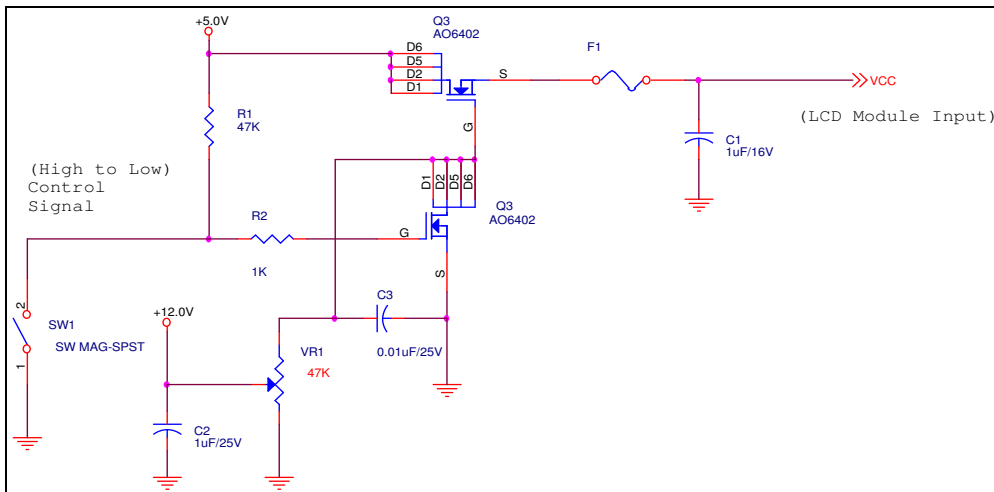 +5.0V
Q3
AO6402
F1
D6
D5
D2
D1
S
G
VCC
(LCD Module Input)
R1
47K
C1
1uF/16V
(High to Low)
Control
Signal
D1
D2
D5
D6
Q3
AO6402
R2
G
1K
S
C3
0.01uF/25V
+12.0V
2
SW1
SW MAG-SPST
1
VR1
47K
C2
1uF/25V